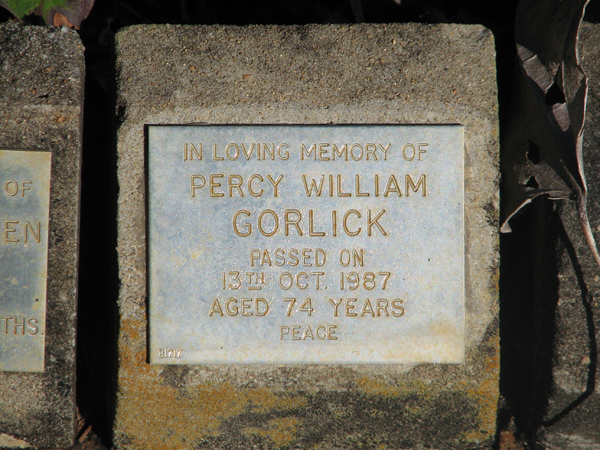 IN LOVING MEMORY OF
PERCY WILLIAM
GORLICK
PASSED ON
13TH OCT. 1987
AGED 74 YEARS
PEACE
OF
EN
THS.